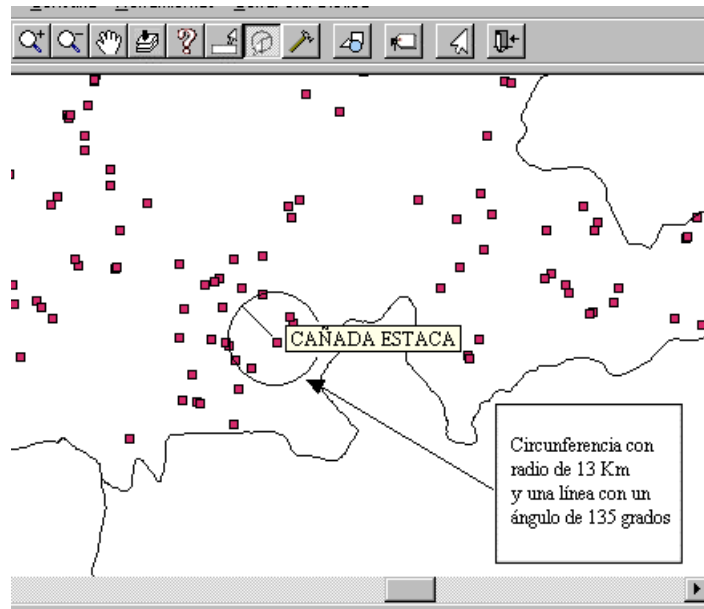 CAÑADA ESTACA
Circunferencia con
radio de 13 Km
y una línea con un
ángulo de 135 grados